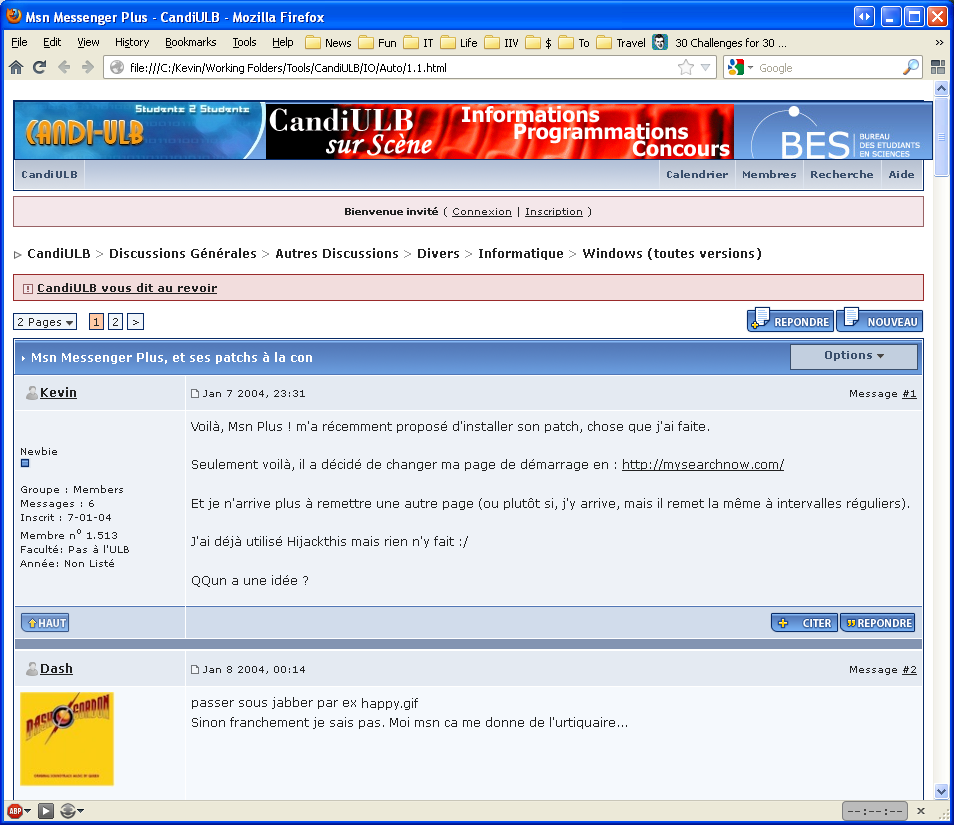 Msn Messenger Plus - CandiULB - Mozilla Firefox
File Edit View History Bookmarks Tools Help News Fun IT Life IIV $ To Travel 30 Challenges for 30 ... »
file:///C:/Kevin/Working Folders/Tools/CandiULB/IO/Auto/1.1.html Google
Students 2 Students
CANDI-ULB
CandiULB
sur Scène
Informations
Programmations
Concours
BES BUREAU
DES ETUDIANTS
EN SCIENCES
CandiULB Calendrier Membres Recherche Aide
Bienvenue invité ( Connexion | Inscription )
CandiULB > Discussions Générales > Autres Discussions > Divers > Informatique > Windows (toutes versions)
CandiULB vous dit au revoir
2 Pages 1 2 > REPONDRE NOUVEAU
Msn Messenger Plus, et ses patchs à la con Options
Kevin Jan 7 2004, 23:31 Message #1
Newbie
Groupe : Members
Messages : 6
Inscrit : 7-01-04
Membre n° 1.513
Faculté: Pas à l'ULB
Année: Non Listé
Voilà, Msn Plus ! m'a récemment proposé d'installer son patch, chose que j'ai faite.
Seulement voilà, il a décidé de changer ma page de démarrage en : http://mysearchnow.com/
Et je n'arrive plus à remettre une autre page (ou plutôt si, j'y arrive, mais il remet la même à intervalles réguliers).
J'ai déjà utilisé Hijackthis mais rien n'y fait :/
QQun a une idée ?
HAUT CITER REPONDRE
Dash Jan 8 2004, 00:14 Message #2
DASH GORDON
passer sous jabber par ex happy.gif
Sinon franchement je sais pas. Moi msn ca me donne de l'urtiquaire...
ABP --:--:--